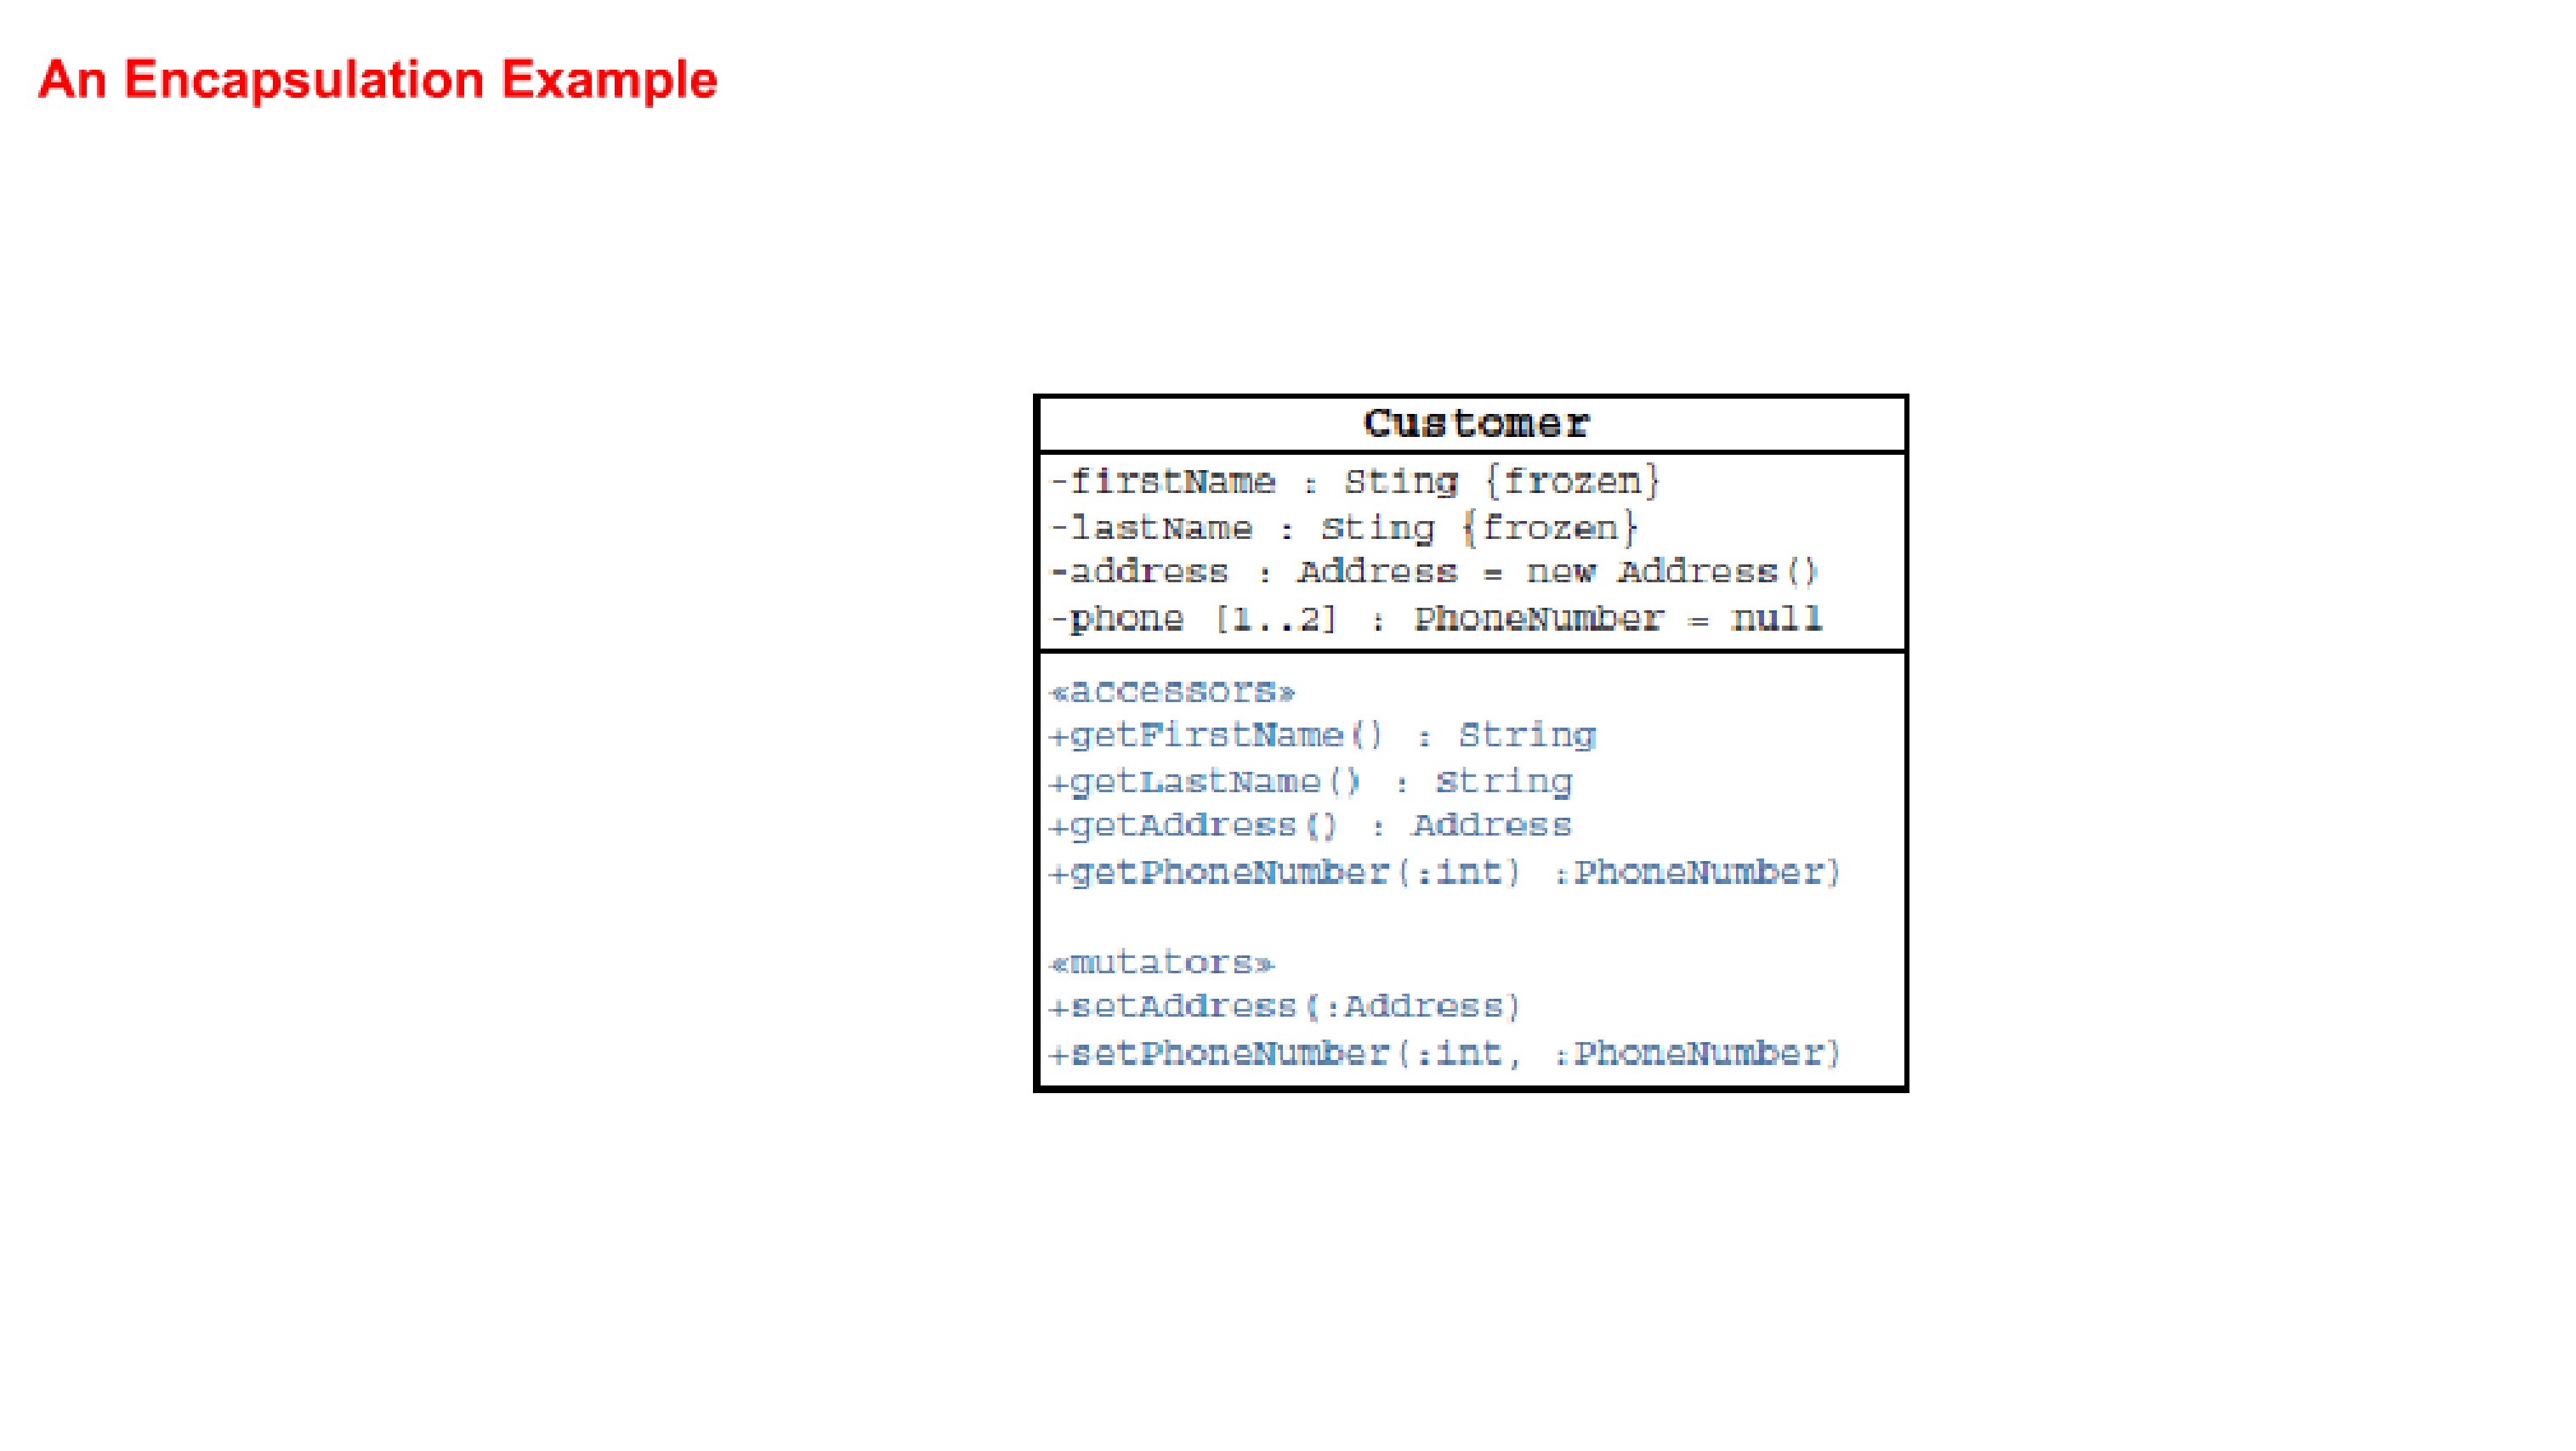 An Encapsulation Example
Customer
-firstName : Sting {frozen}
-lastName : Sting {frozen}
-address : Address = new Address()
-phone [1..2] : PhoneNumber = null
«accessors»
+getFirstName() : String
+getLastName() : String
+getAddress() : Address
+getPhoneNumber(:int) :PhoneNumber)
«mutators»
+setAddress(:Address)
+setPhoneNumber(:int, :PhoneNumber)